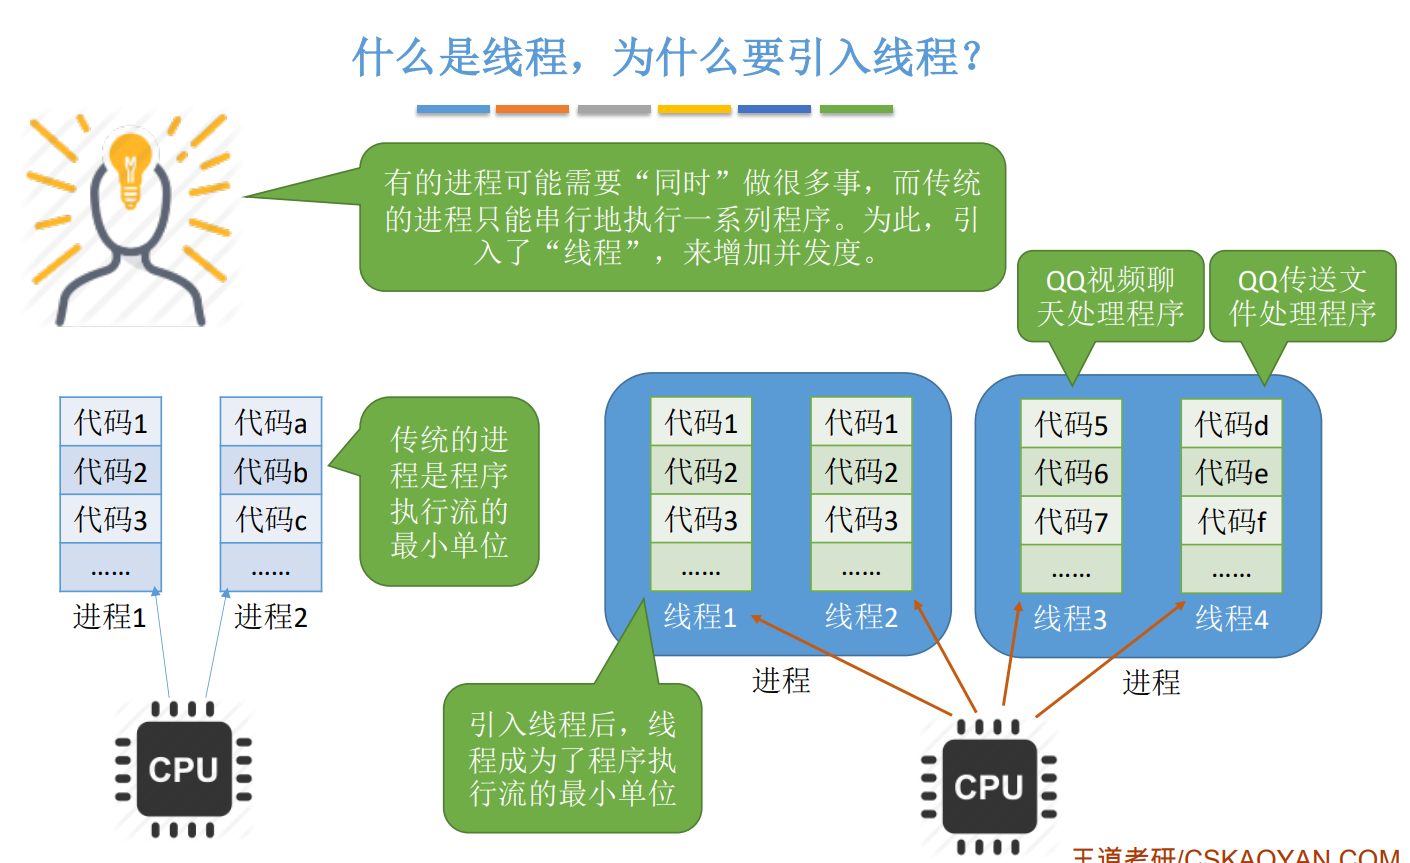 什么是线程，为什么要引入线程？
有的进程可能需要“同时”做很多事，而传统
的进程只能串行地执行一系列程序。为此，引
入了“线程”，来增加并发度。
QQ视频聊
天处理程序
QQ传送文
件处理程序
代码1
代码2
代码3
……
进程1
代码a
代码b
代码c
……
进程2
传统的进
程是程序
执行流的
最小单位
CPU
代码1
代码2
代码3
……
线程1
代码1
代码2
代码3
……
线程2
进程
代码5
代码6
代码7
……
线程3
代码d
代码e
代码f
……
线程4
进程
引入线程后，线
程成为了程序执
行流的最小单位
CPU
王道考研/CSKAOYAN.COM